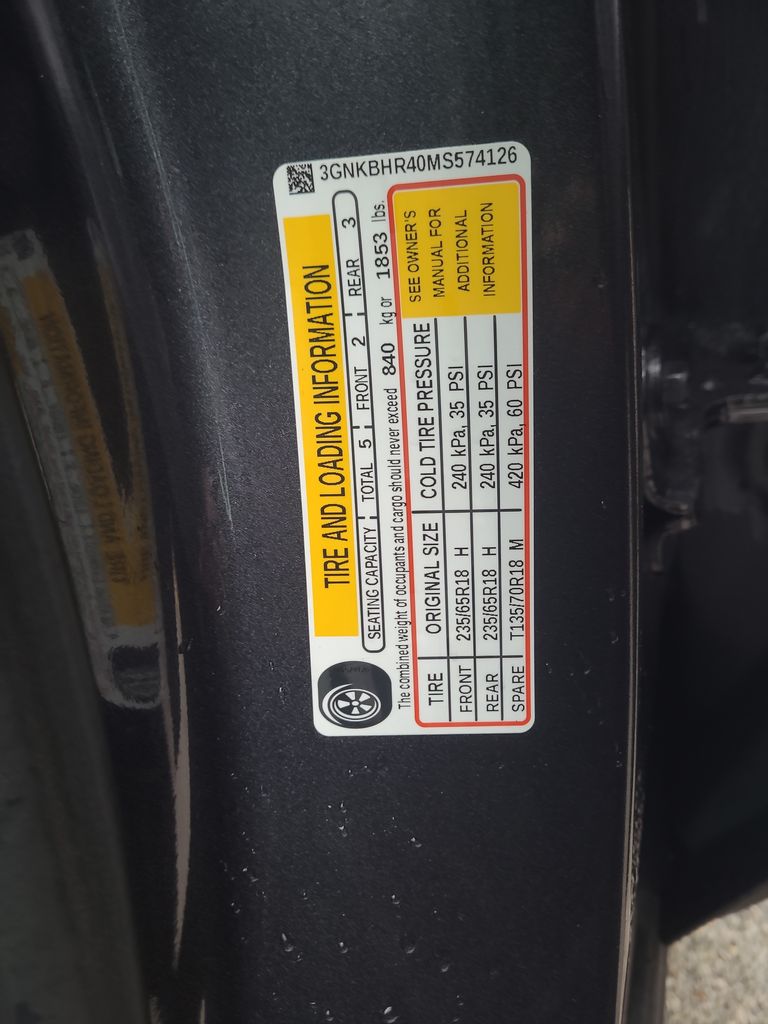 3GNKBHR40MS574126
TIRE AND LOADING INFORMATION
SEATING CAPACITY TOTAL 5 FRONT 2 REAR 3
The combined weight of occupants and cargo should never exceed 840 kg or 1853 lbs.
TIRE ORIGINAL SIZE COLD TIRE PRESSURE
FRONT 235/65R18 H 240 kPa, 35 PSI
REAR 235/65R18 H 240 kPa, 35 PSI
SPARE T135/70R18 M 420 kPa, 60 PSI
SEE OWNER'S
MANUAL FOR
ADDITIONAL
INFORMATION